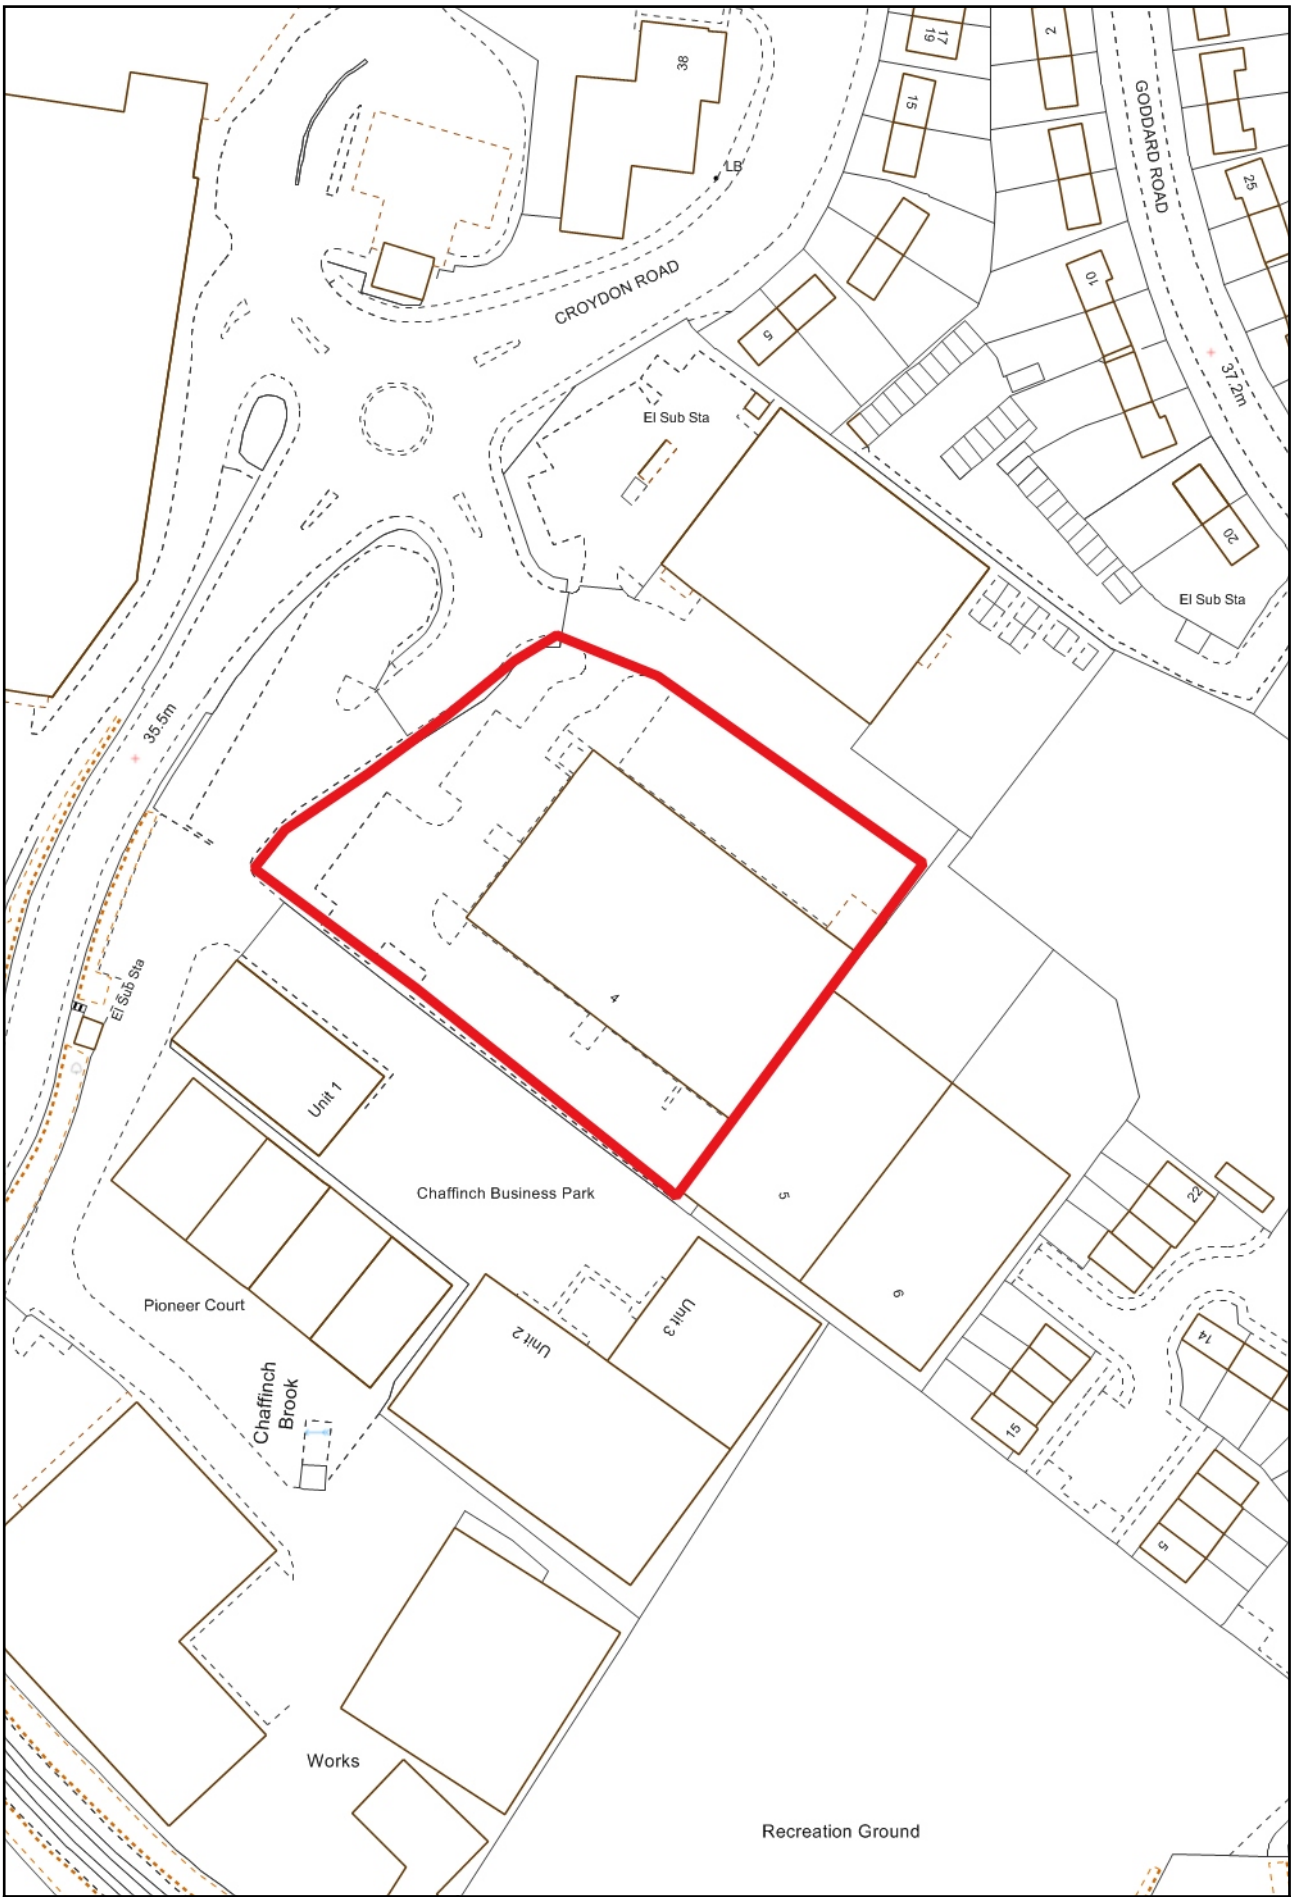 17
19
2
38
15
GODDARD ROAD
LB
25
CROYDON ROAD
10
5
37.2m
El Sub Sta
20
El Sub Sta
35.5m
El Sub Sta
4
Unit 1
Chaffinch Business Park
5
22
6
Pioneer Court
Unit 2
Unit 3
14
Chaffinch
Brook
15
5
Works
Recreation Ground